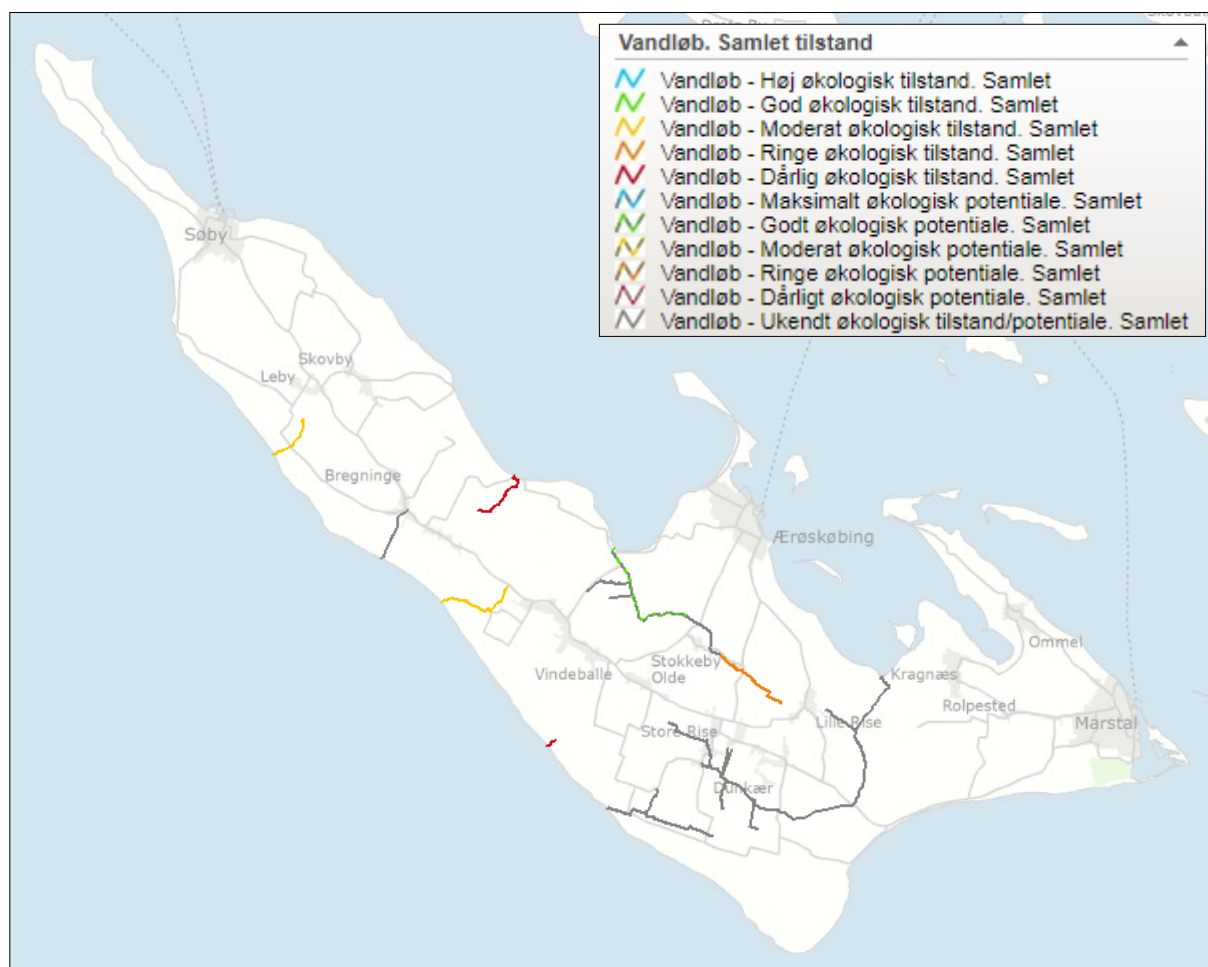 Vandløb. Samlet tilstand
Vandløb - Høj økologisk tilstand. Samlet
Vandløb - God økologisk tilstand. Samlet
Vandløb - Moderat økologisk tilstand. Samlet
Vandløb - Ringe økologisk tilstand. Samlet
Vandløb - Dårlig økologisk tilstand. Samlet
Vandløb - Maksimalt økologisk potentiale. Samlet
Vandløb - Godt økologisk potentiale. Samlet
Vandløb - Moderat økologisk potentiale. Samlet
Vandløb - Ringe økologisk potentiale. Samlet
Vandløb - Dårligt økologisk potentiale. Samlet
Vandløb - Ukendt økologisk tilstand/potentiale. Samlet
Søby
Skovby
Leby
Bregninge
Ærøskøbing
Ommel
Stokkeby
Olde
Vindeballe
Kragnæs
Rolpested
Marstal
Lille Rise
Store Rise
Dunkær